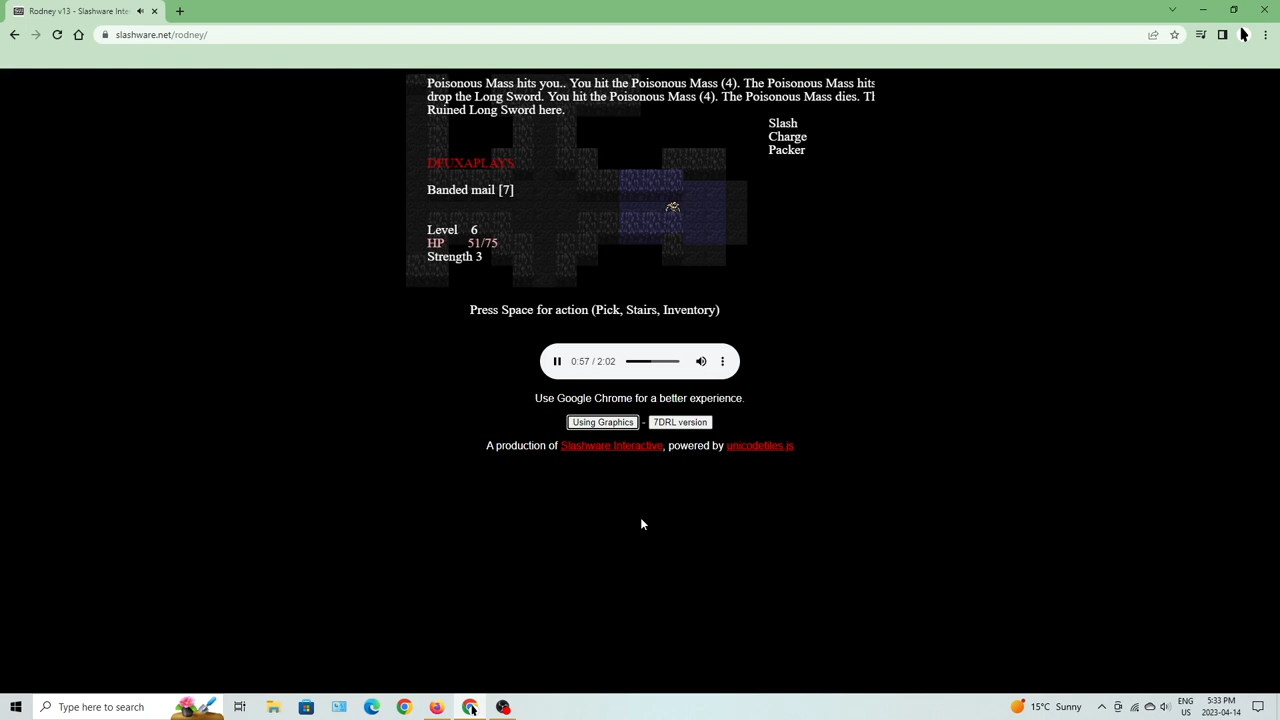 Rodney v13 - Slashware Inte
slashware.net/rodney/
Poisonous Mass hits you.. You hit the Poisonous Mass (4). The Poisonous Mass hits
drop the Long Sword. You hit the Poisonous Mass (4). The Poisonous Mass dies. Th
Ruined Long Sword here.
Slash
Charge
Packer
DFUXAPLAYS
Banded mail [7]
Level 6
HP 51/75
Strength 3
Press Space for action (Pick, Stairs, Inventory)
0:57 / 2:02
Use Google Chrome for a better experience.
Using Graphics - 7DRL version
A production of Slashware Interactive, powered by unicodetiles.js
Type here to search
15°C Sunny
ENG
US
5:33 PM
2023-04-14